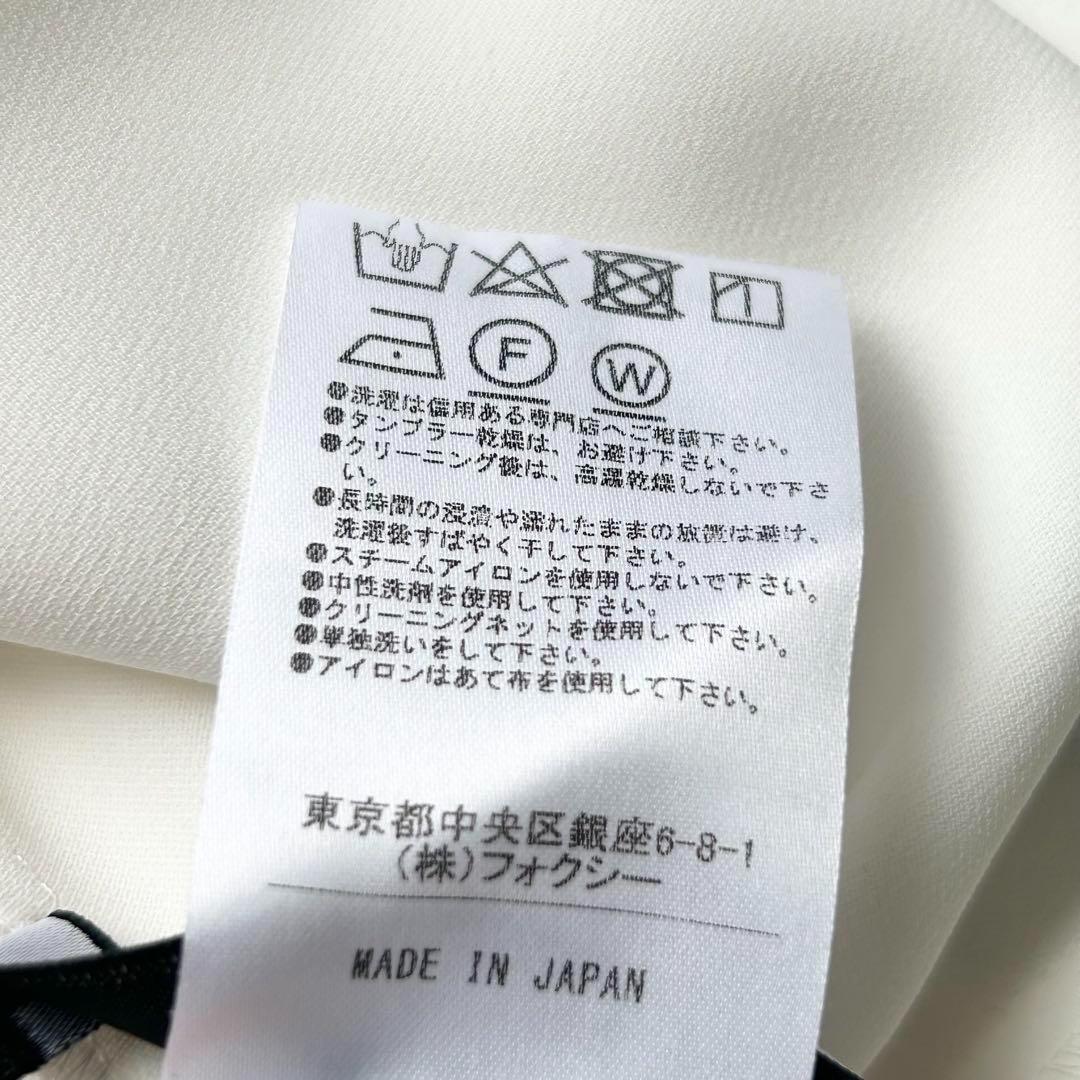 F W
●洗濯は信用ある専門店へご相談下さい。
●タンブラー乾燥は、お避け下さい。
●クリーニング後は、高温乾燥しないで下さ
い。
●長時間の浸漬や濡れたままの放置は避け、
洗濯後すばやく干して下さい。
●スチームアイロンを使用しないで下さい。
●中性洗剤を使用して下さい。
●クリーニングネットを使用して下さい。
●単独洗いをして下さい。
●アイロンはあて布を使用して下さい。
東京都中央区銀座6-8-1
(株)フォクシー
MADE IN JAPAN